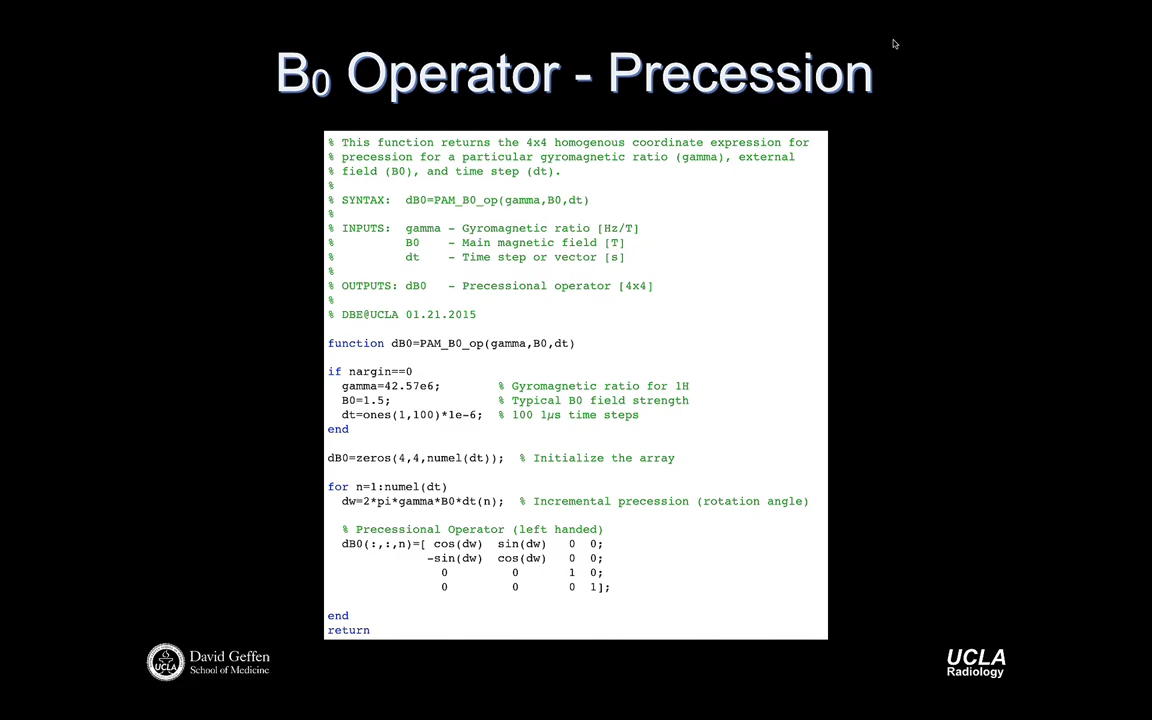 B0 Operator - Precession
% This function returns the 4x4 homogenous coordinate expression for
% precession for a particular gyromagnetic ratio (gamma), external
% field (B0), and time step (dt).
%
% SYNTAX:  dB0=PAM_B0_op(gamma,B0,dt)
%
% INPUTS:  gamma - Gyromagnetic ratio [Hz/T]
%          B0    - Main magnetic field [T]
%          dt    - Time step or vector [s]
%
% OUTPUTS: dB0   - Precessional operator [4x4]
%
% DBE@UCLA 01.21.2015
function dB0=PAM_B0_op(gamma,B0,dt)
if nargin==0
  gamma=42.57e6;        % Gyromagnetic ratio for 1H
  B0=1.5;               % Typical B0 field strength
  dt=ones(1,100)*1e-6;  % 100 1µs time steps
end
dB0=zeros(4,4,numel(dt));  % Initialize the array
for n=1:numel(dt)
  dw=2*pi*gamma*B0*dt(n);  % Incremental precession (rotation angle)
  % Precessional Operator (left handed)
  dB0(:,:,n)=[ cos(dw)  sin(dw)   0  0;
              -sin(dw)  cos(dw)   0  0;
                0         0       1  0;
                0         0       0  1];
end
return
UCLA
David Geffen
School of Medicine
UCLA
Radiology